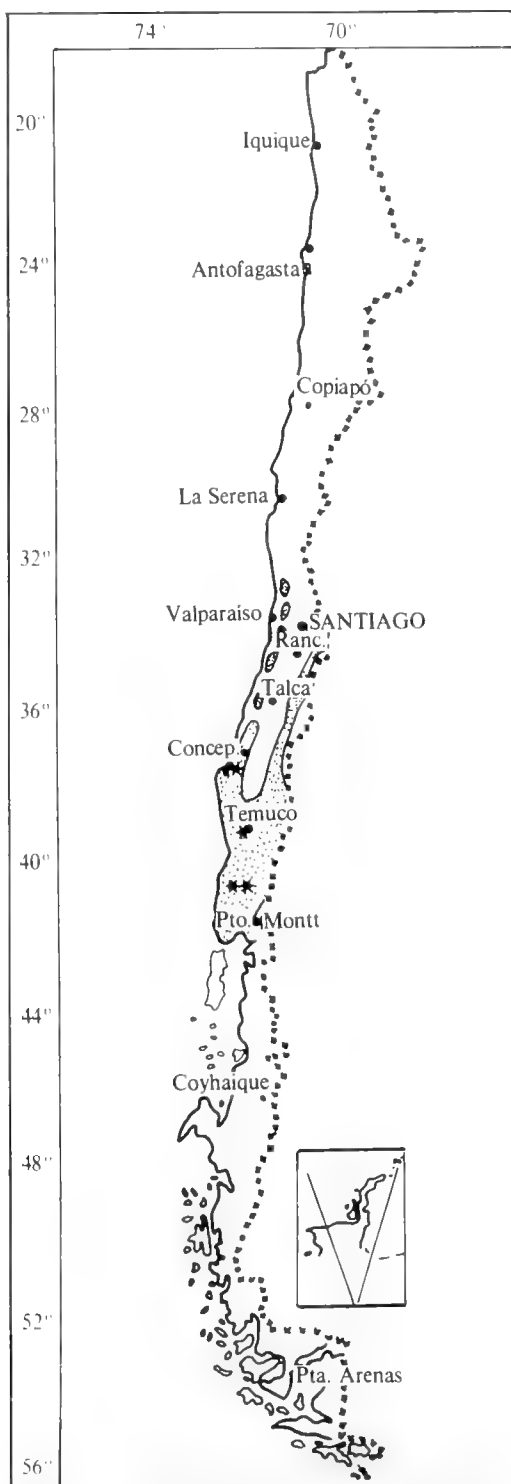 74° 70°
20°
Iquique
24°
Antofagasta
Copiapó
28°
La Serena
32°
Valparaiso
SANTIAGO
Ranc.
Talca
36°
Concep.
Temuco
40°
Pto. Montt
44°
Coyhaique
48°
52°
Pta. Arenas
56°